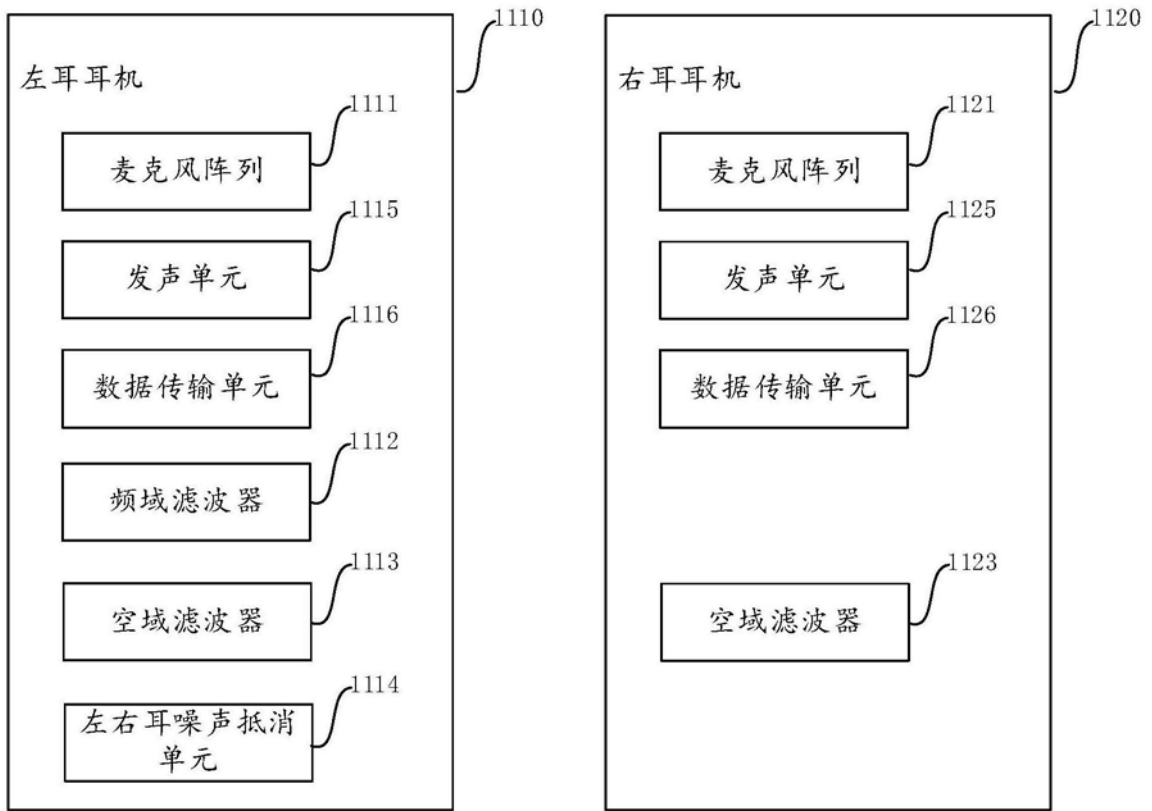 1110
左耳耳机
1111
麦克风阵列
1115
发声单元
1116
数据传输单元
1112
频域滤波器
1113
空域滤波器
1114
左右耳噪声抵消
单元
1120
右耳耳机
1121
麦克风阵列
1125
发声单元
1126
数据传输单元
1123
空域滤波器